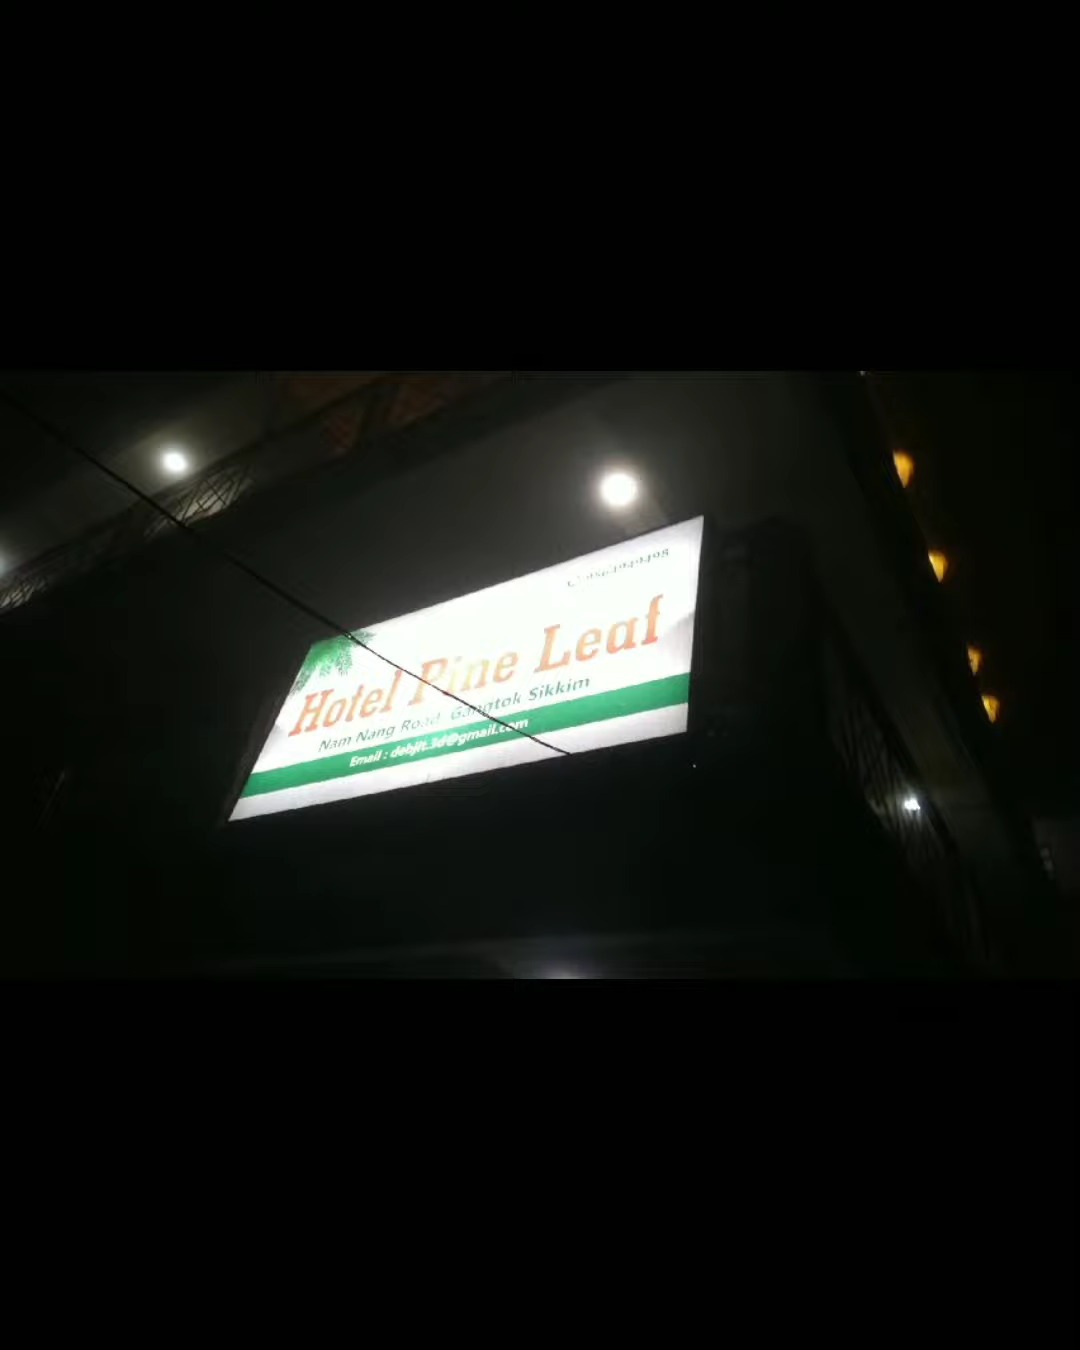 Hotel Pine Leaf
Nam Nang Road, Gangtok Sikkim
Email : debjit.3d@gmail.com